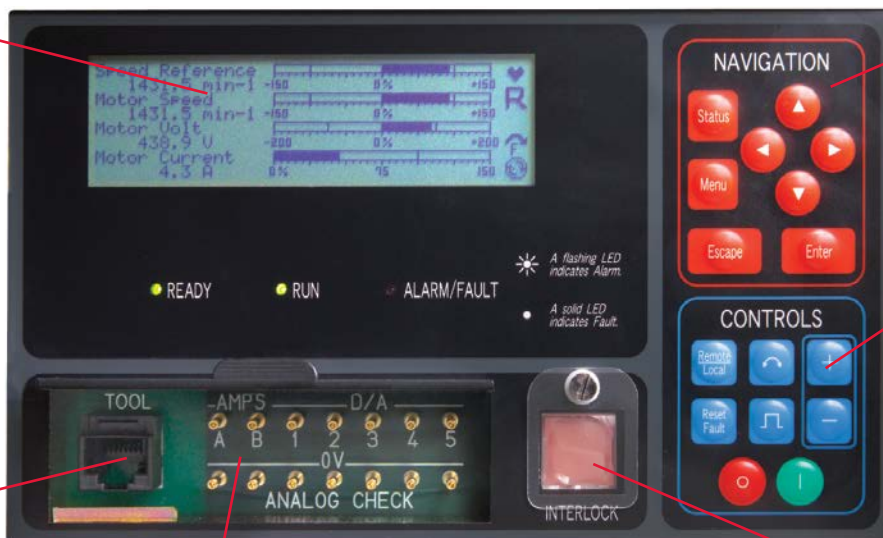 Speed Reference
1431.5 min-1 -150 0% +150
Motor Speed
1431.5 min-1 -150 0% +150
Motor Volt
438.9 V -200 0% +200
Motor Current
4.3 A 0% 75 150
R
F
A flashing LED
indicates Alarm.
READY RUN ALARM/FAULT
A solid LED
indicates Fault.
NAVIGATION
Status
Menu
Escape Enter
CONTROLS
Remote
Local
+
Reset
Fault
-
TOOL AMPS D/A
A B 1 2 3 4 5
0V
ANALOG CHECK
INTERLOCK